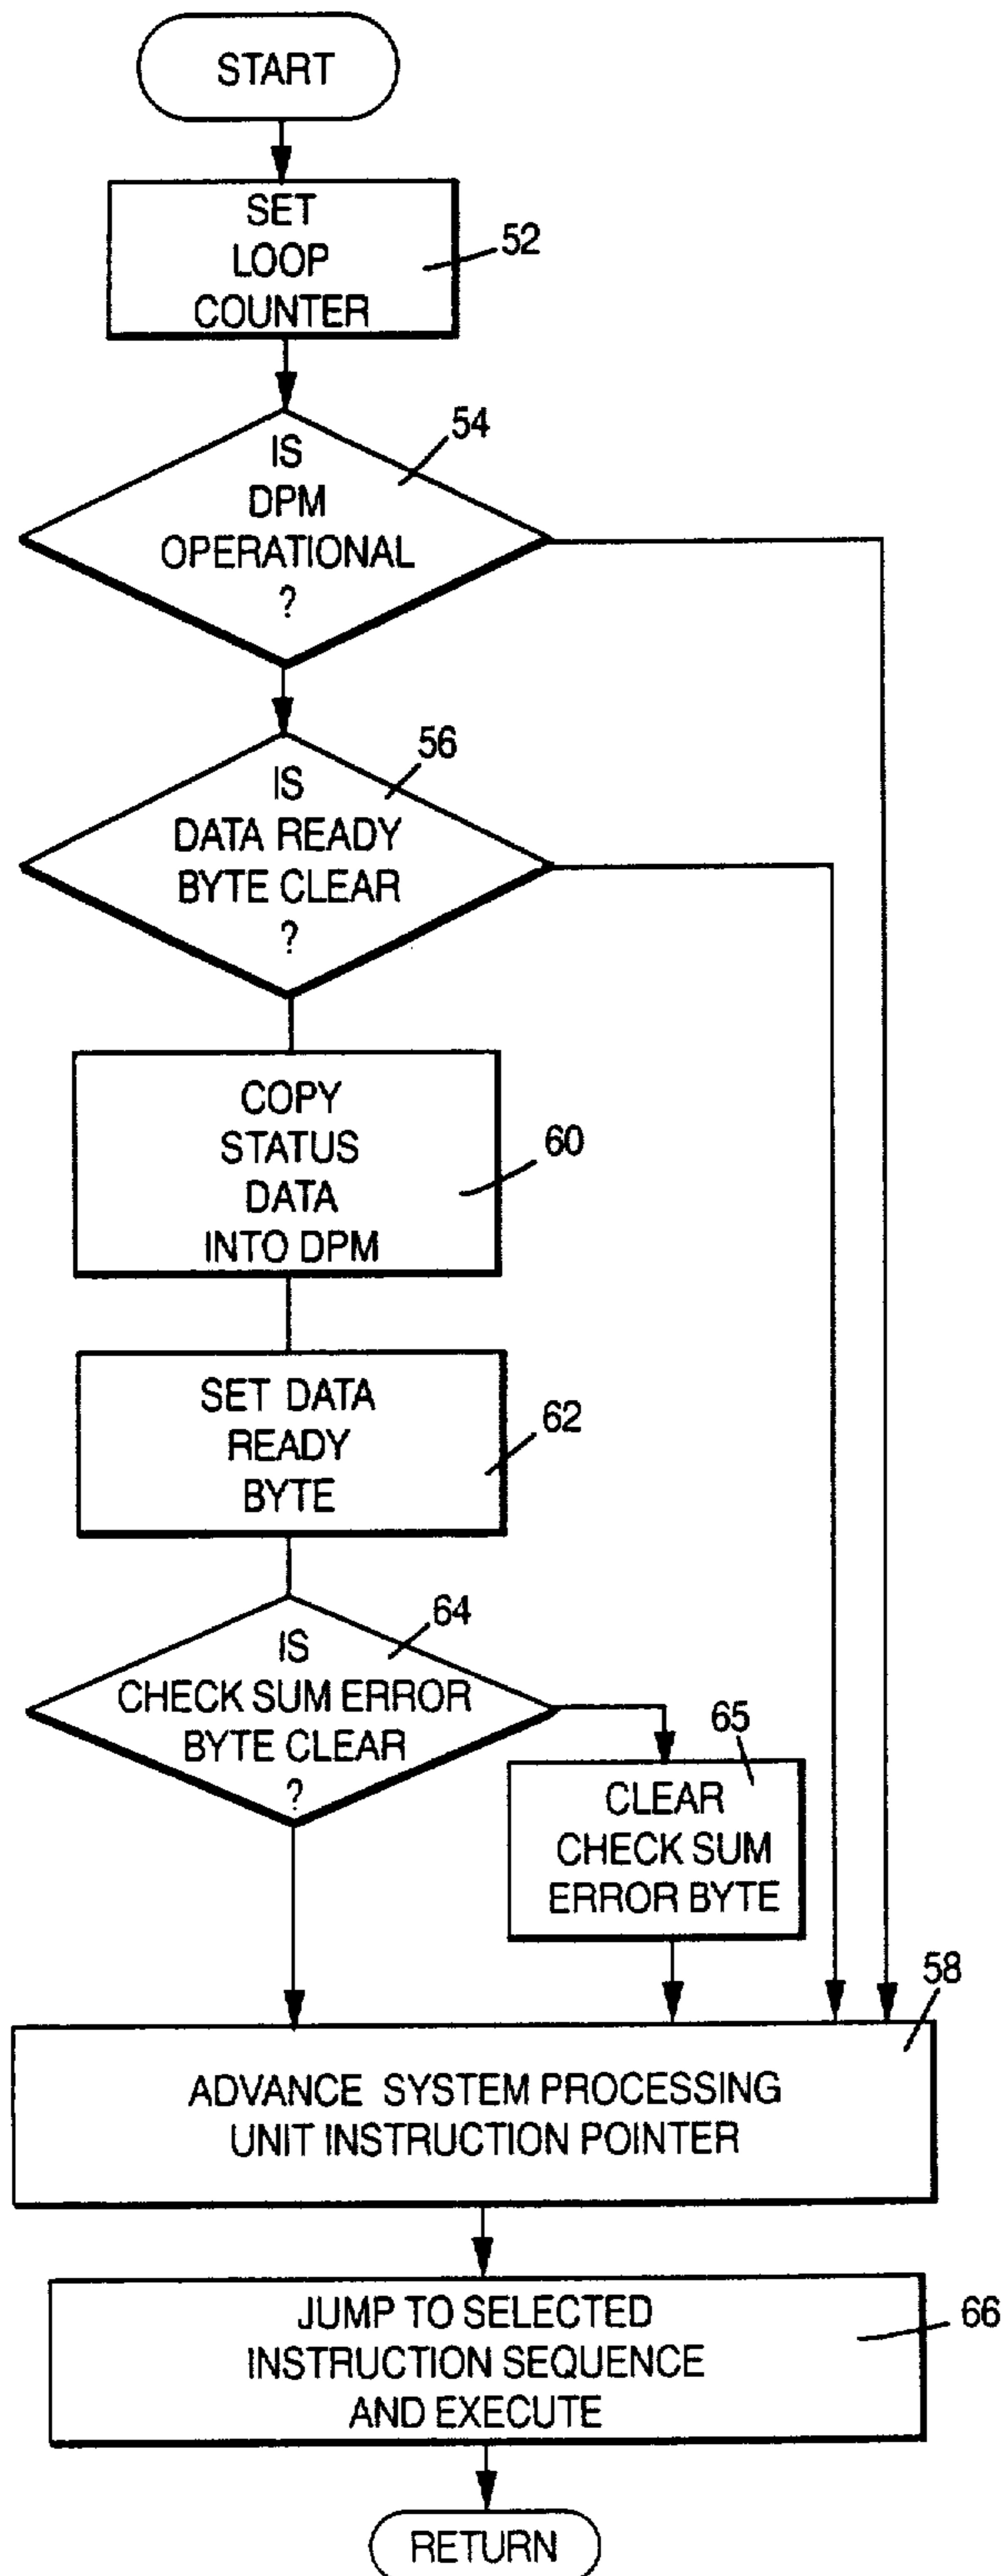 START
SET
LOOP
COUNTER
52
IS
DPM
OPERATIONAL
?
54
IS
DATA READY
BYTE CLEAR
?
56
COPY
STATUS
DATA
INTO DPM
60
SET DATA
READY
BYTE
62
IS
CHECK SUM ERROR
BYTE CLEAR
?
64
65
CLEAR
CHECK SUM
ERROR BYTE
58
ADVANCE SYSTEM PROCESSING
UNIT INSTRUCTION POINTER
JUMP TO SELECTED
INSTRUCTION SEQUENCE
AND EXECUTE
66
RETURN